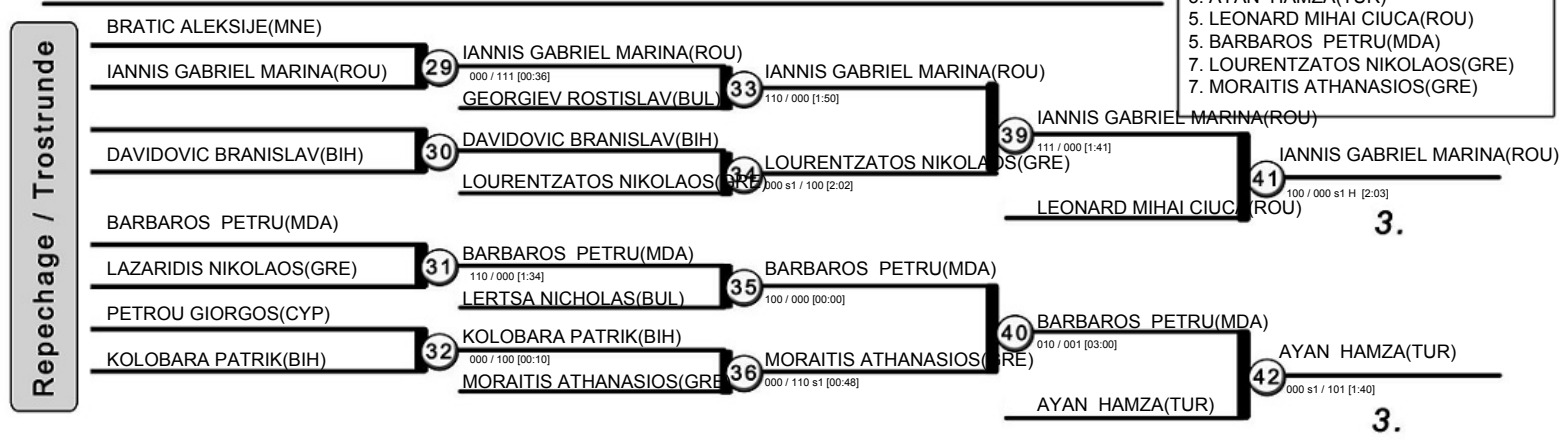 3. AYAN HAMZA(TUR)
5. LEONARD MIHAI CIUCA(ROU)
5. BARBAROS PETRU(MDA)
7. LOURENTZATOS NIKOLAOS(GRE)
7. MORAITIS ATHANASIOS(GRE)
Repechage / Trostrunde
BRATIC ALEKSIJE(MNE)
IANNIS GABRIEL MARINA(ROU)
DAVIDOVIC BRANISLAV(BIH)
BARBAROS PETRU(MDA)
LAZARIDIS NIKOLAOS(GRE)
PETROU GIORGOS(CYP)
KOLOBARA PATRIK(BIH)
29
30
31
32
IANNIS GABRIEL MARINA(ROU)
000 / 111 [00:36]
GEORGIEV ROSTISLAV(BUL)
DAVIDOVIC BRANISLAV(BIH)
LOURENTZATOS NIKOLAOS(GRE)
BARBAROS PETRU(MDA)
110 / 000 [1:34]
LERTSA NICHOLAS(BUL)
KOLOBARA PATRIK(BIH)
000 / 100 [00:10]
MORAITIS ATHANASIOS(GRE)
33
34
35
36
IANNIS GABRIEL MARINA(ROU)
110 / 000 [1:50]
LOURENTZATOS NIKOLAOS(GRE)
000 s1 / 100 [2:02]
BARBAROS PETRU(MDA)
100 / 000 [00:00]
MORAITIS ATHANASIOS(GRE)
000 / 110 s1 [00:48]
39
40
IANNIS GABRIEL MARINA(ROU)
111 / 000 [1:41]
LEONARD MIHAI CIUCA(ROU)
BARBAROS PETRU(MDA)
010 / 001 [03:00]
AYAN HAMZA(TUR)
41
42
IANNIS GABRIEL MARINA(ROU)
100 / 000 s1 H [2:03]
3.
AYAN HAMZA(TUR)
000 s1 / 101 [1:40]
3.